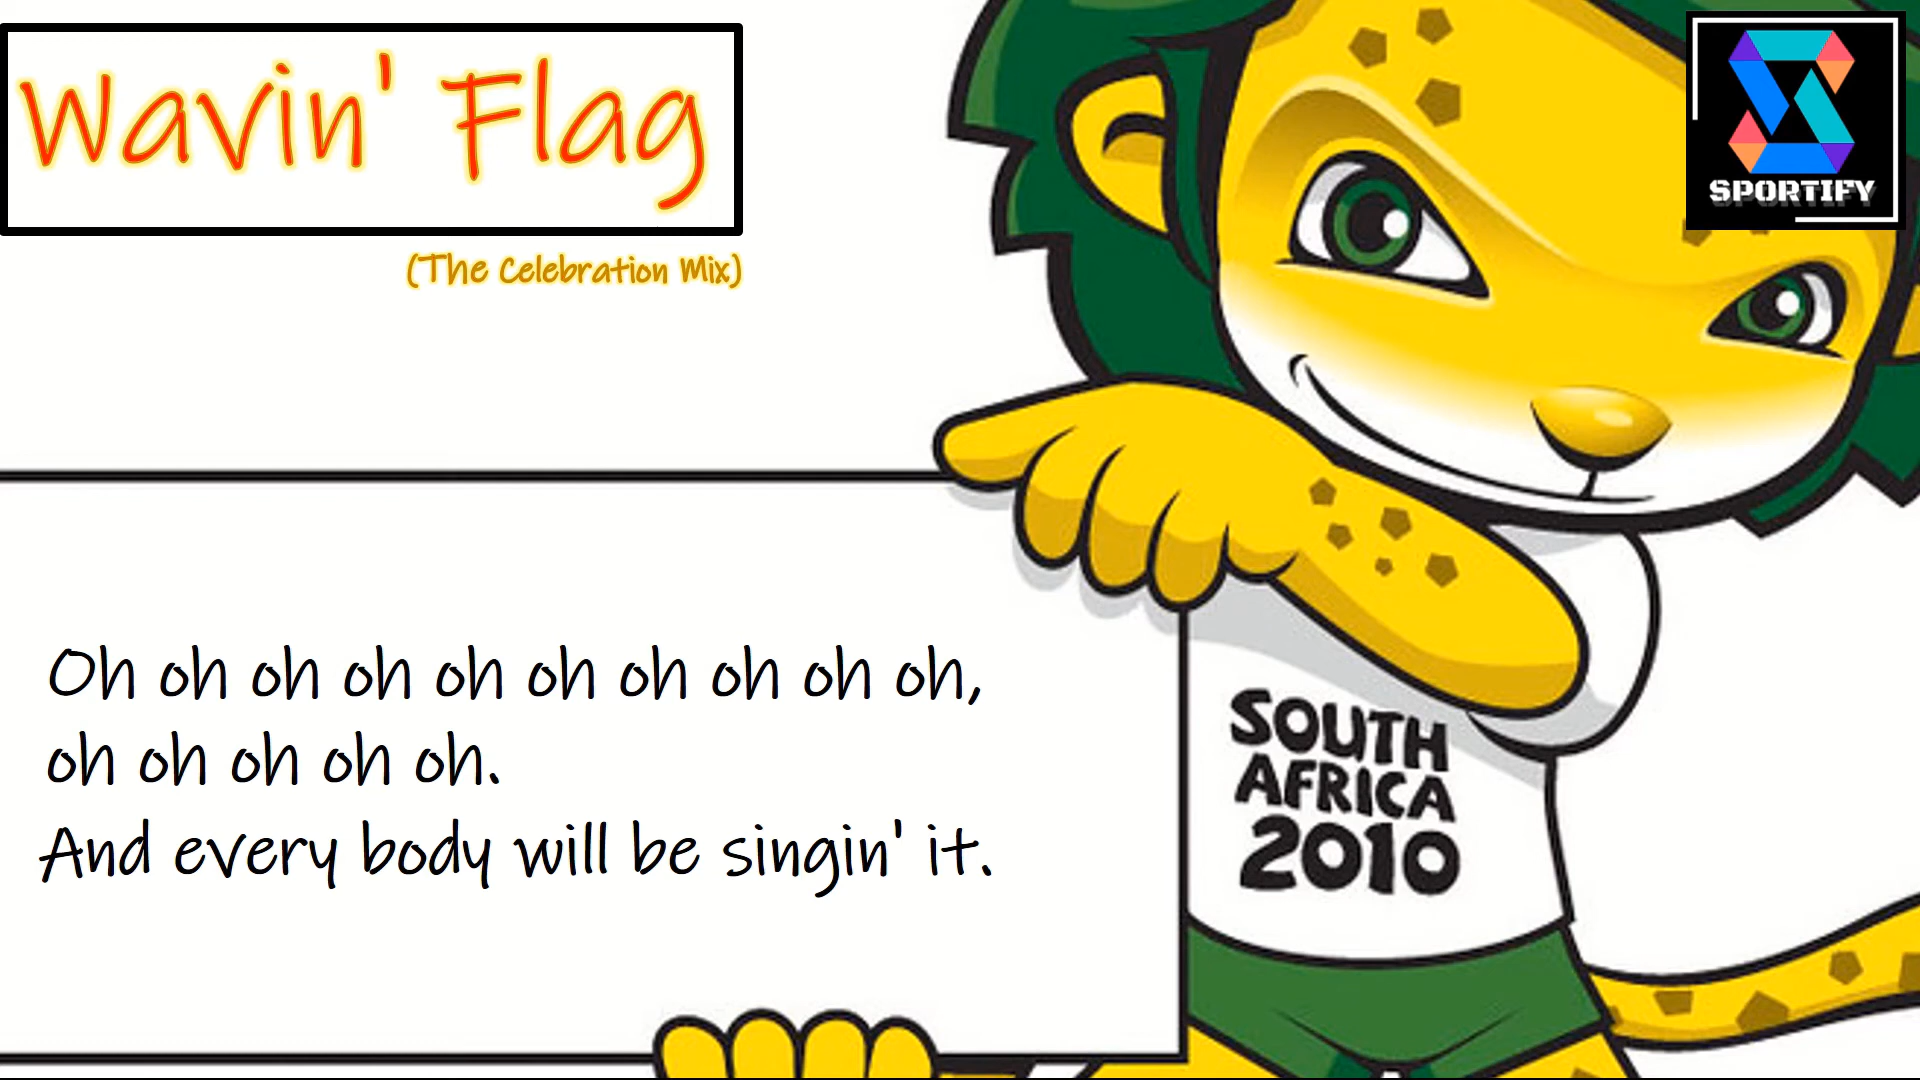 Wavin' Flag
(The Celebration Mix)
SPORTIFY
Oh oh oh oh oh oh oh oh oh oh,
oh oh oh oh oh.
And every body will be singin' it.
SOUTH
AFRICA
2010